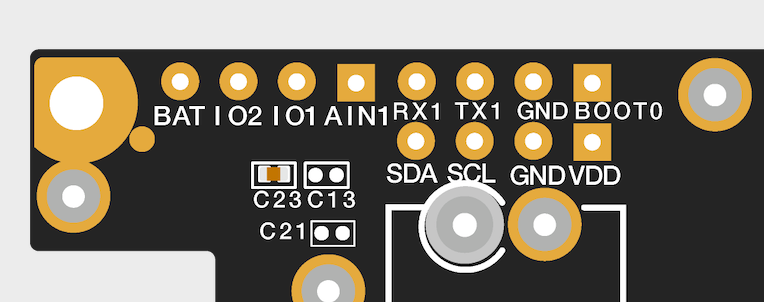 BAT IO2 IO1 AIN1 RX1 TX1 GND BOOT0
SDA SCL GND VDD
C23 C13
C21